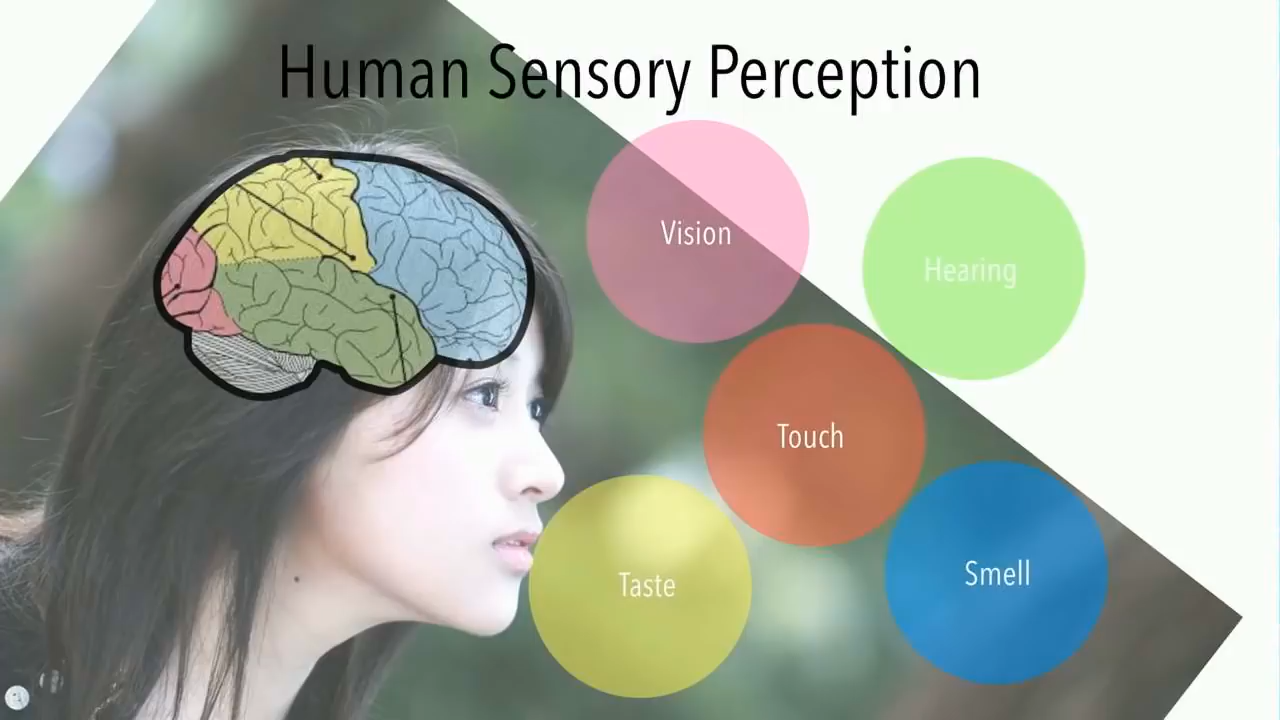 Human Sensory Perception
Vision
Hearing
Touch
Taste
Smell